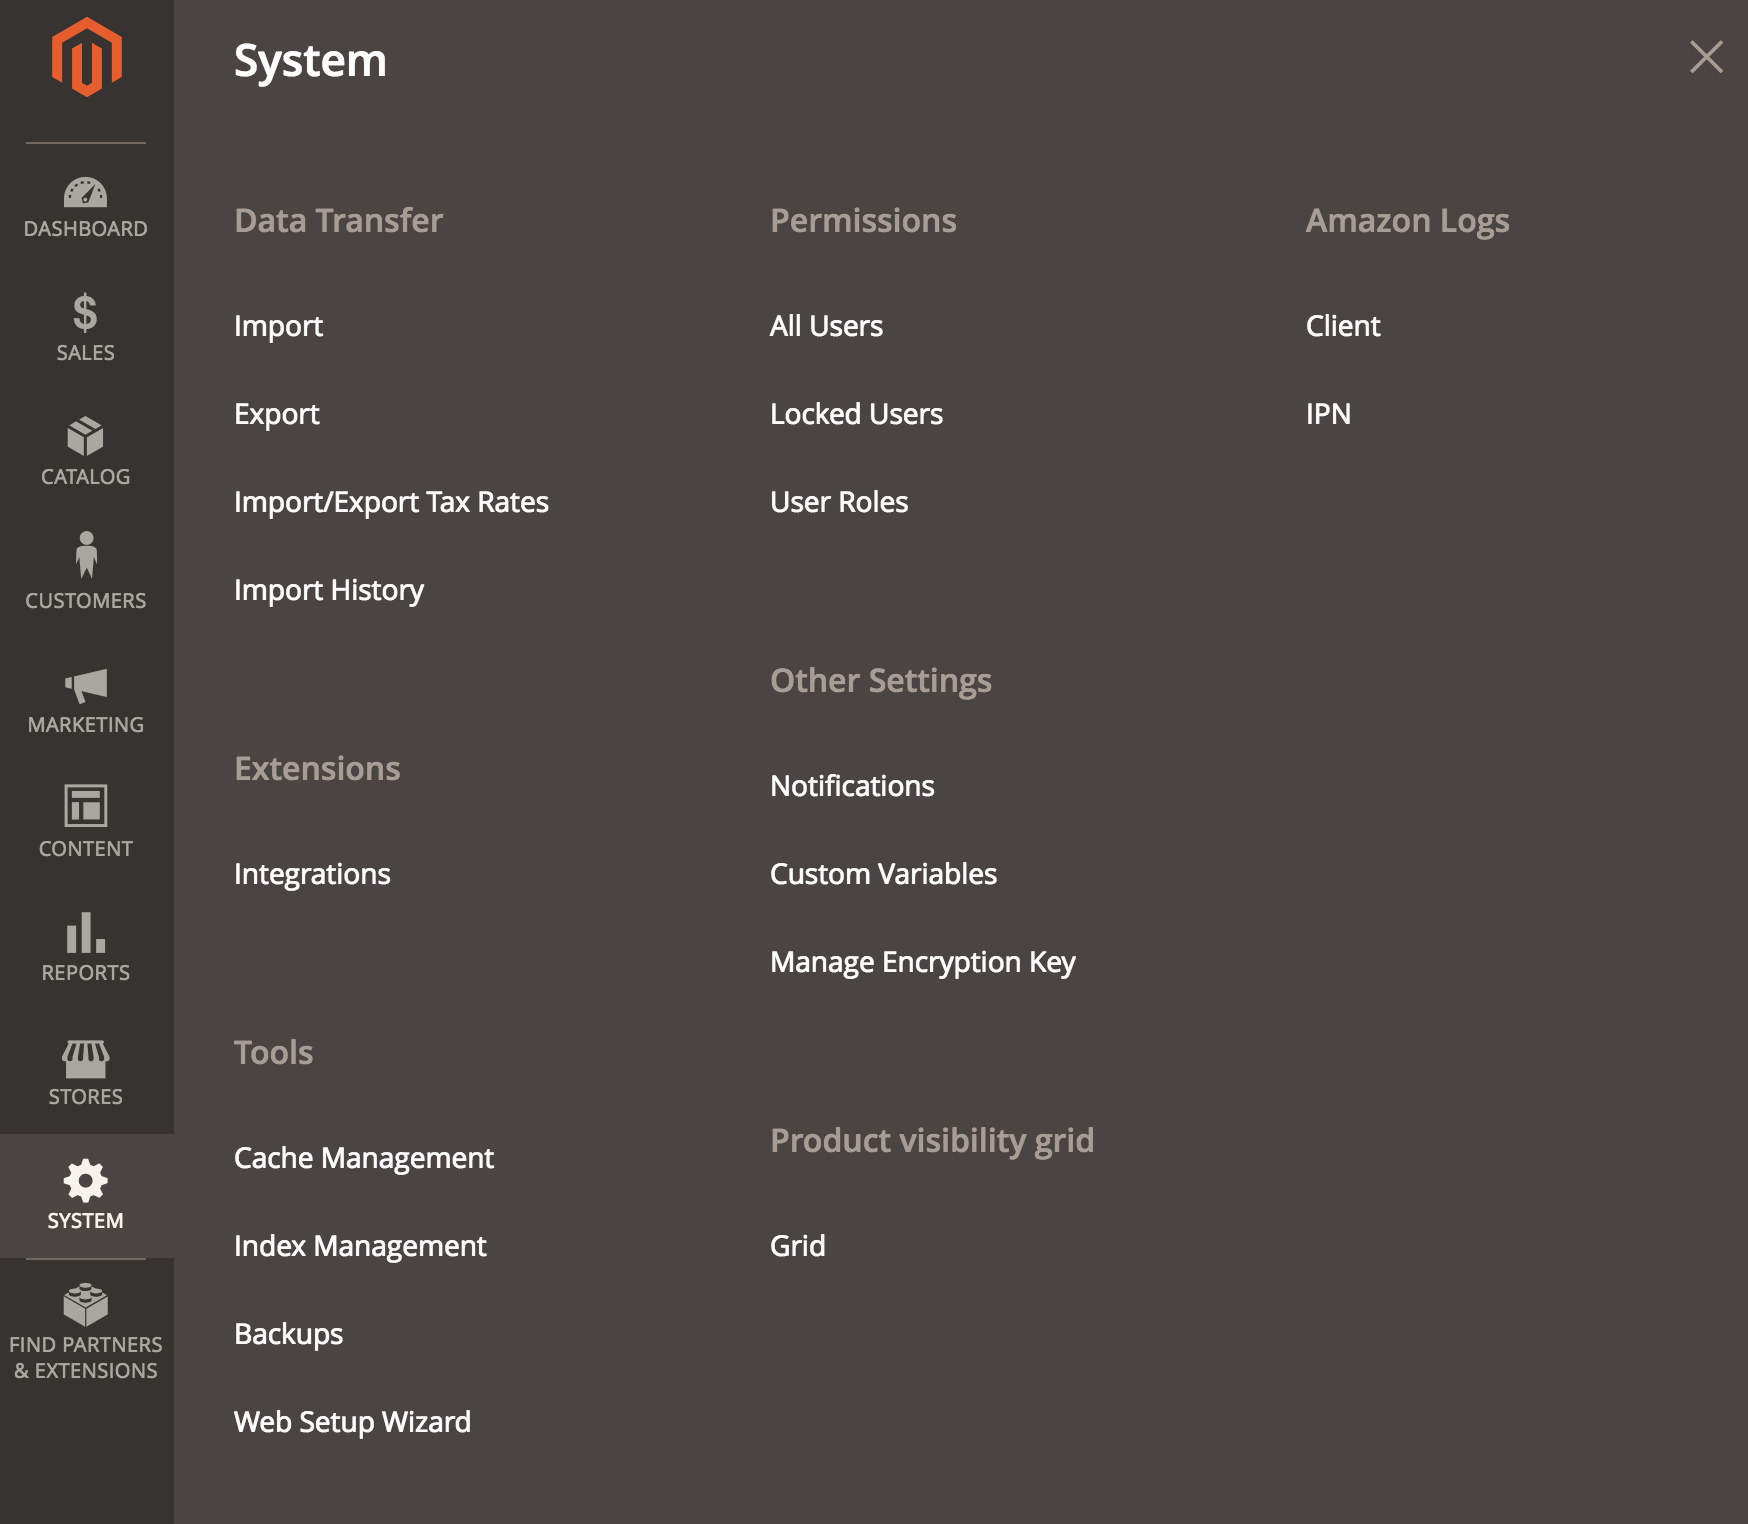 DASHBOARD
SALES
CATALOG
CUSTOMERS
MARKETING
CONTENT
REPORTS
STORES
SYSTEM
FIND PARTNERS
& EXTENSIONS
System
Data Transfer
Import
Export
Import/Export Tax Rates
Import History
Extensions
Integrations
Tools
Cache Management
Index Management
Backups
Web Setup Wizard
Permissions
All Users
Locked Users
User Roles
Other Settings
Notifications
Custom Variables
Manage Encryption Key
Product visibility grid
Grid
Amazon Logs
Client
IPN